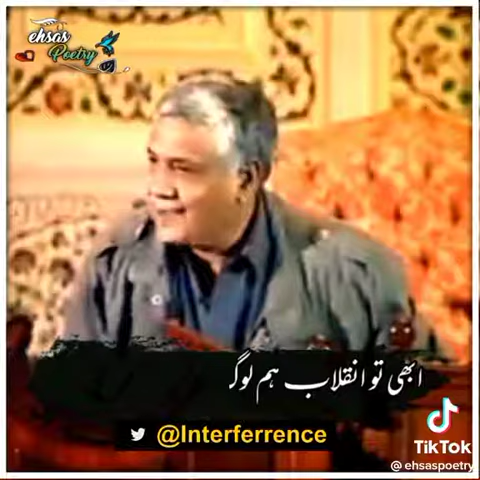 ehsas
Poetry
ابھی تو انقلاب ہم لوگ
@Interferrence
TikTok
@ehsaspoetry